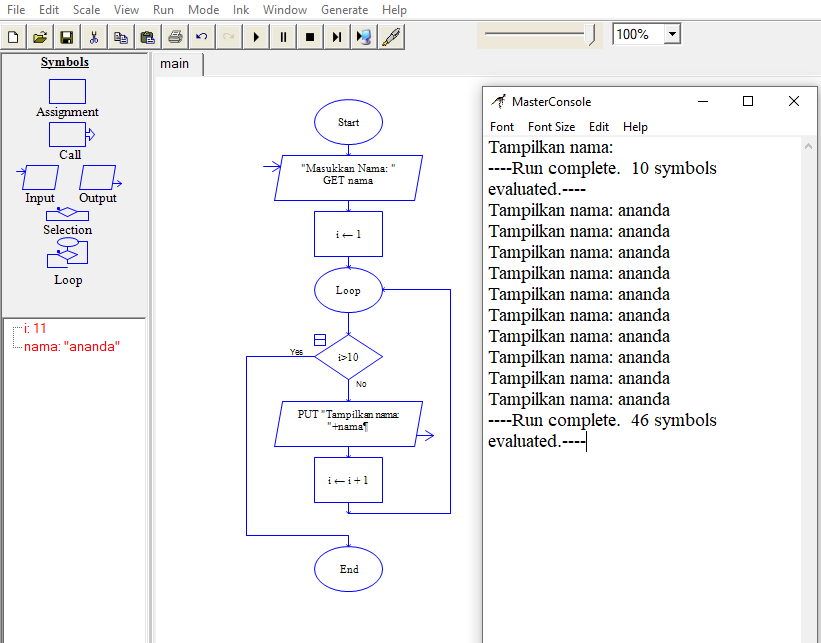 File Edit Scale View Run Mode Ink Window Generate Help
100%
Symbols
Assignment
Call
Input Output
Selection
Loop
i: 11
nama: "ananda"
main
Start
"Masukkan Nama: "
GET nama
i ← 1
Loop
Yes
i>10
No
PUT "Tampilkan nama:
"+nama¶
i ← i + 1
End
MasterConsole
Font Font Size Edit Help
Tampilkan nama:
----Run complete. 10 symbols
evaluated.----
Tampilkan nama: ananda
Tampilkan nama: ananda
Tampilkan nama: ananda
Tampilkan nama: ananda
Tampilkan nama: ananda
Tampilkan nama: ananda
Tampilkan nama: ananda
Tampilkan nama: ananda
Tampilkan nama: ananda
Tampilkan nama: ananda
----Run complete. 46 symbols
evaluated.----